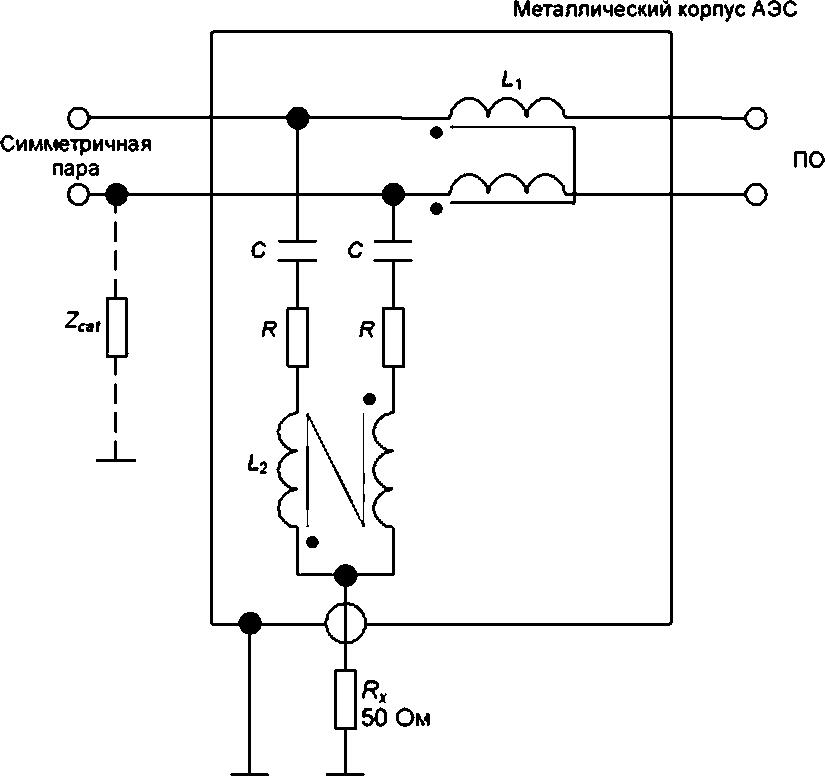 Металлический корпус АЭС
L1
Симметричная
пара
ПО
C
C
Zcat
R
R
L2
Rx
50 Ом